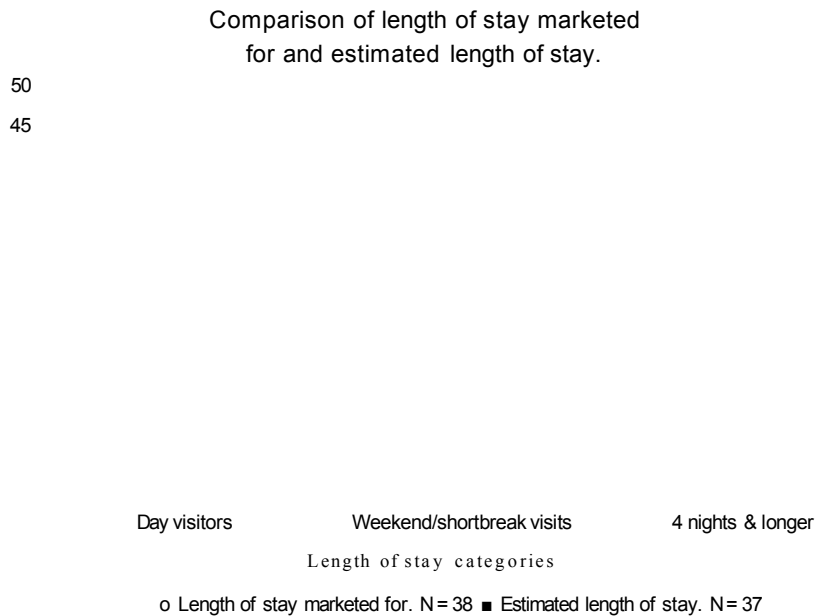 Comparison of length of stay marketed
for and estimated length of stay.
50
45
Day visitors Weekend/shortbreak visits 4 nights & longer
Length of stay categories
o Length of stay marketed for. N = 38 ■ Estimated length of stay. N = 37